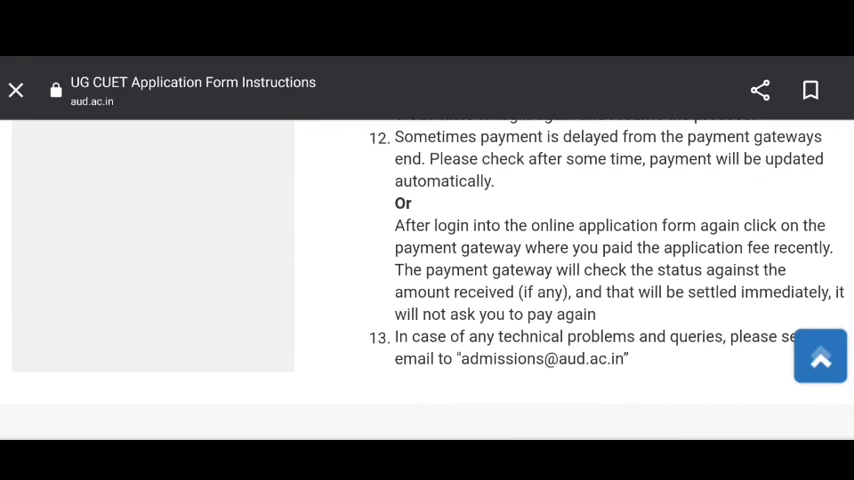 UG CUET Application Form Instructions
aud.ac.in
12. Sometimes payment is delayed from the payment gateways
end. Please check after some time, payment will be updated
automatically.
Or
After login into the online application form again click on the
payment gateway where you paid the application fee recently.
The payment gateway will check the status against the
amount received (if any), and that will be settled immediately, it
will not ask you to pay again
13. In case of any technical problems and queries, please
email to "admissions@aud.ac.in”